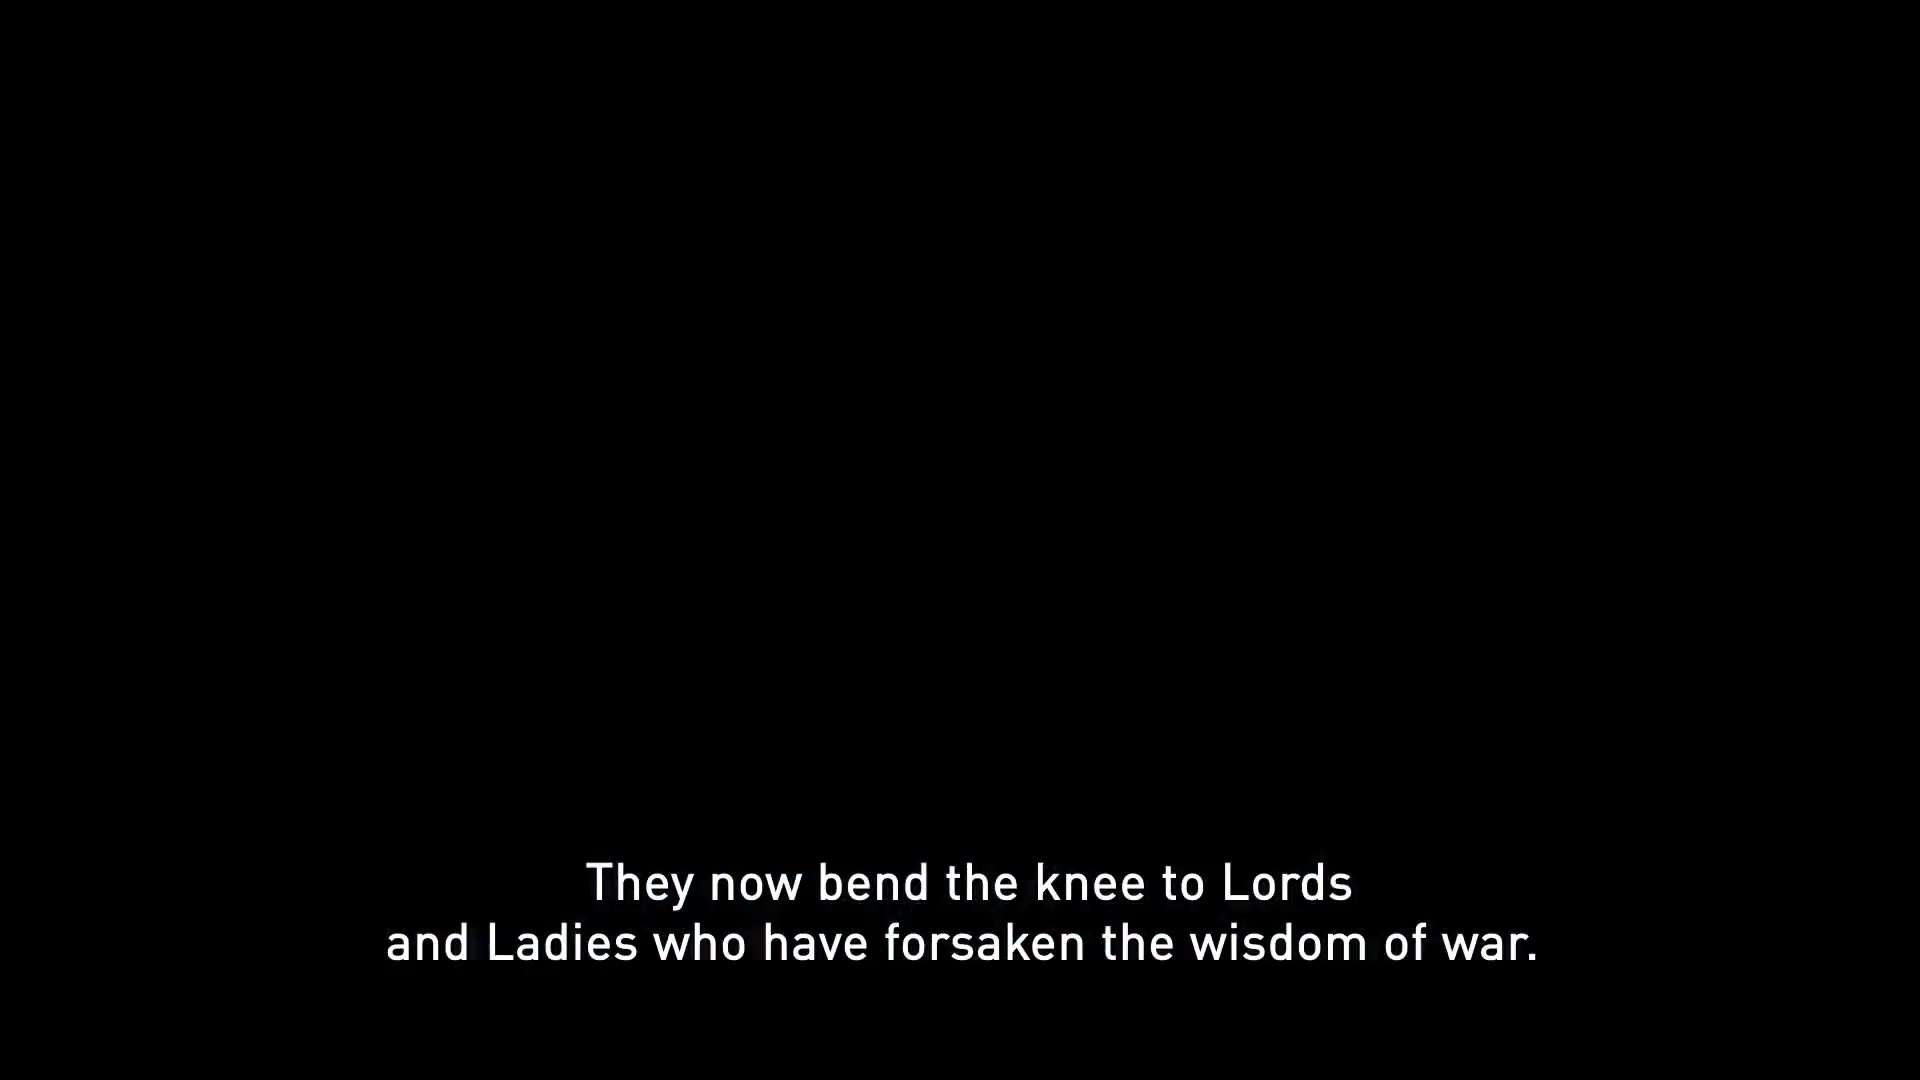 They now bend the knee to Lords
and Ladies who have forsaken the wisdom of war.